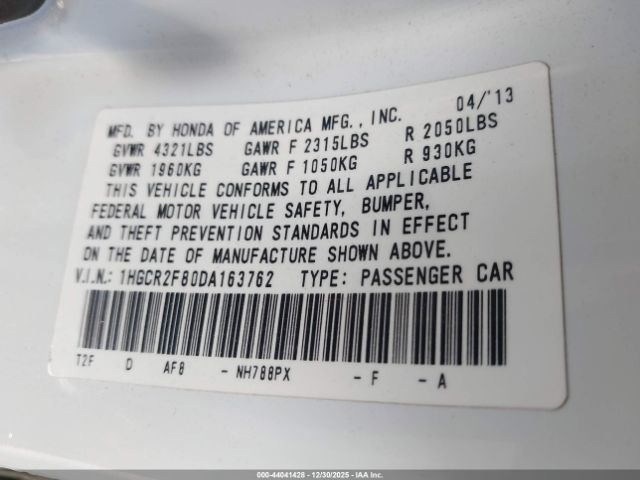 MFD. BY HONDA OF AMERICA MFG., INC. 04/'13
GVWR 4321LBS GAWR F 2315LBS R 2050LBS
GVWR 1960KG GAWR F 1050KG R 930KG
THIS VEHICLE CONFORMS TO ALL APPLICABLE
FEDERAL MOTOR VEHICLE SAFETY, BUMPER,
AND THEFT PREVENTION STANDARDS IN EFFECT
ON THE DATE OF MANUFACTURE SHOWN ABOVE.
V.I.N.: 1HGCR2F80DA163762 TYPE: PASSENGER CAR
T2F D AF8 - NH788PX - F - A
000-44041428 - 12/30/2025 - IAA Inc.